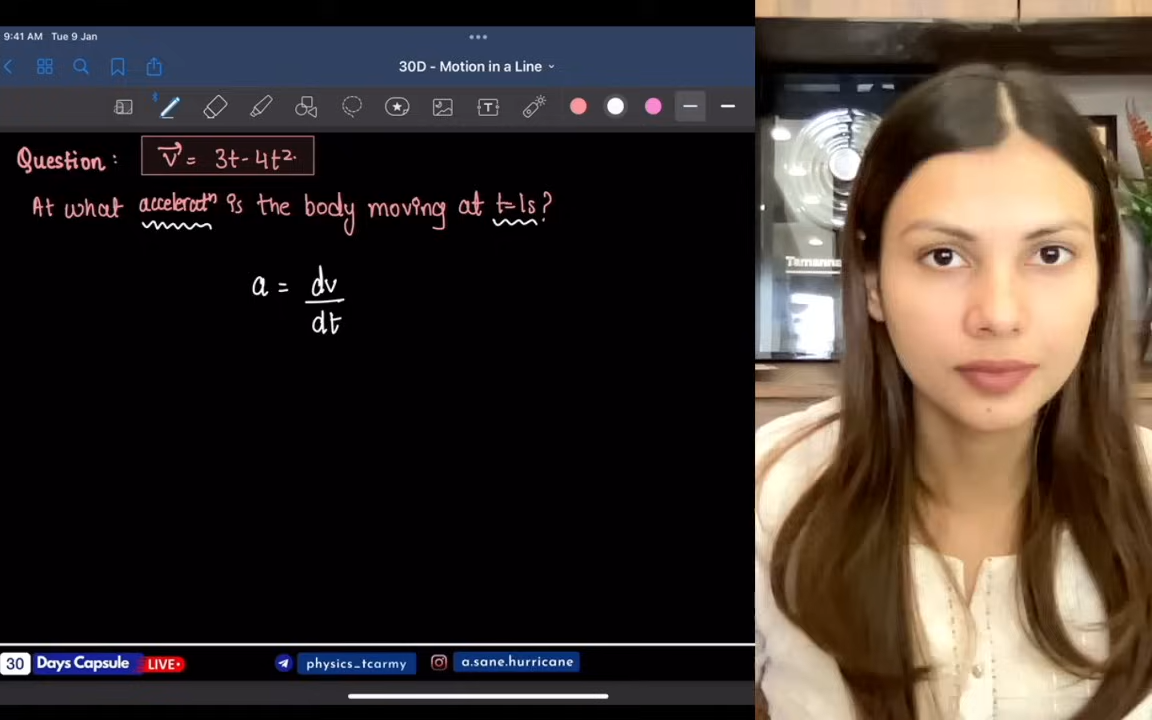 9:41 AM Tue 9 Jan
30D - Motion in a Line
T
Question: v⃗ = 3t - 4t².
At what acceleratⁿ is the body moving at t=1s?
a = dv
dt
30 Days Capsule LIVE
physics_tcarmy
a.sane.hurricane